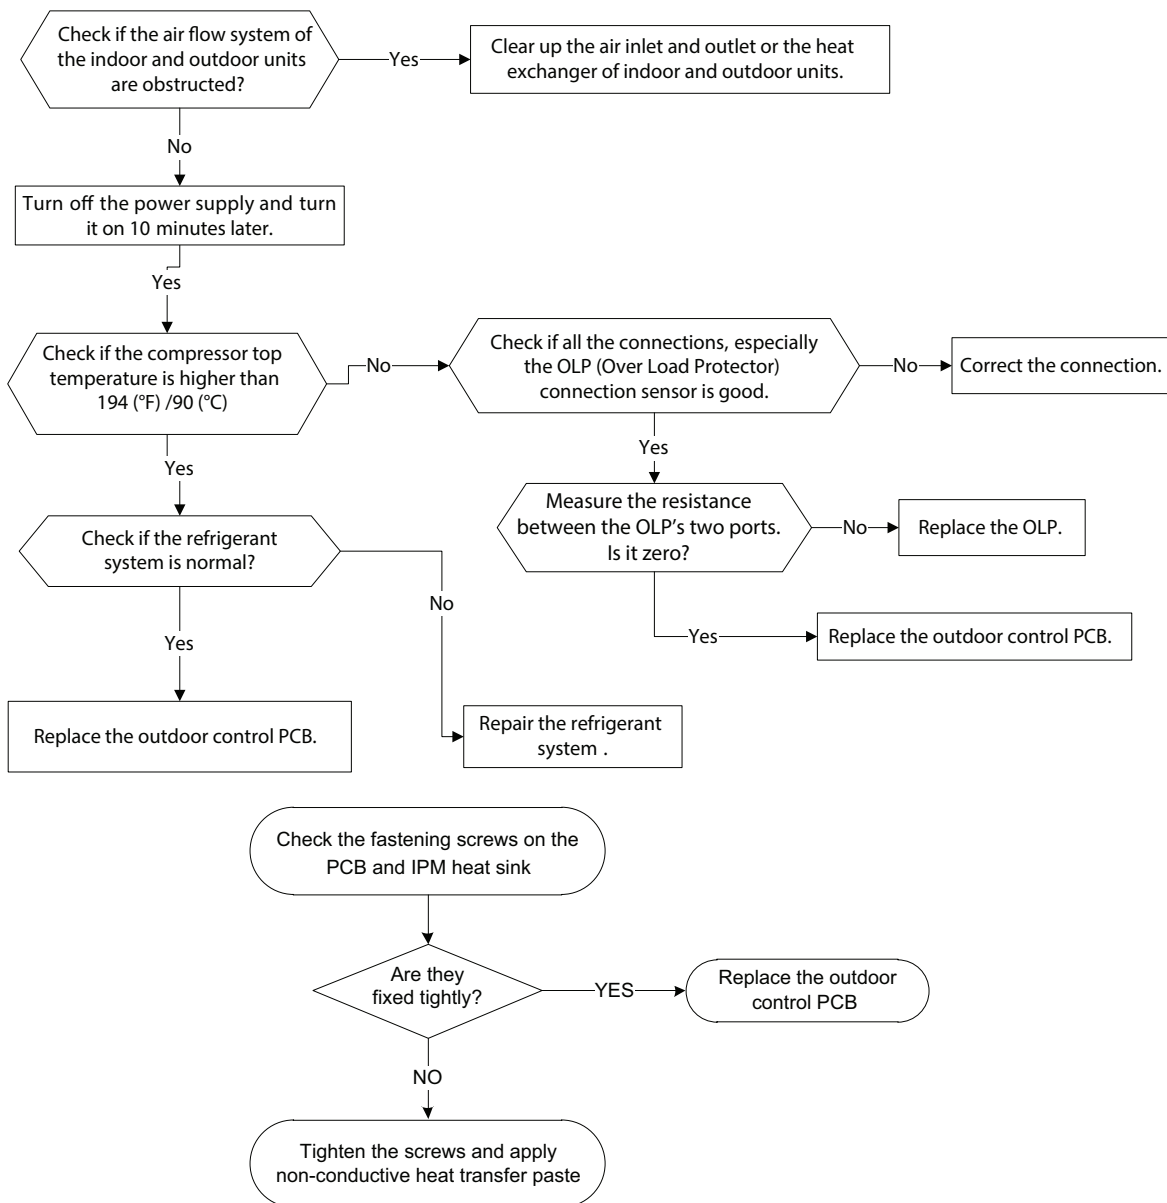 Check if the air flow system of
the indoor and outdoor units
are obstructed?
Yes
Clear up the air inlet and outlet or the heat
exchanger of indoor and outdoor units.
No
Turn off the power supply and turn
it on 10 minutes later.
Yes
Check if the compressor top
temperature is higher than
194 (°F) /90 (°C)
No
Check if all the connections, especially
the OLP (Over Load Protector)
connection sensor is good.
No
Correct the connection.
Yes
Yes
Measure the resistance
between the OLP's two ports.
Is it zero?
No
Replace the OLP.
Check if the refrigerant
system is normal?
No
Yes
Yes
Replace the outdoor control PCB.
Replace the outdoor control PCB.
Repair the refrigerant
system .
Check the fastening screws on the
PCB and IPM heat sink
Are they
fixed tightly?
YES
Replace the outdoor
control PCB
NO
Tighten the screws and apply
non-conductive heat transfer paste